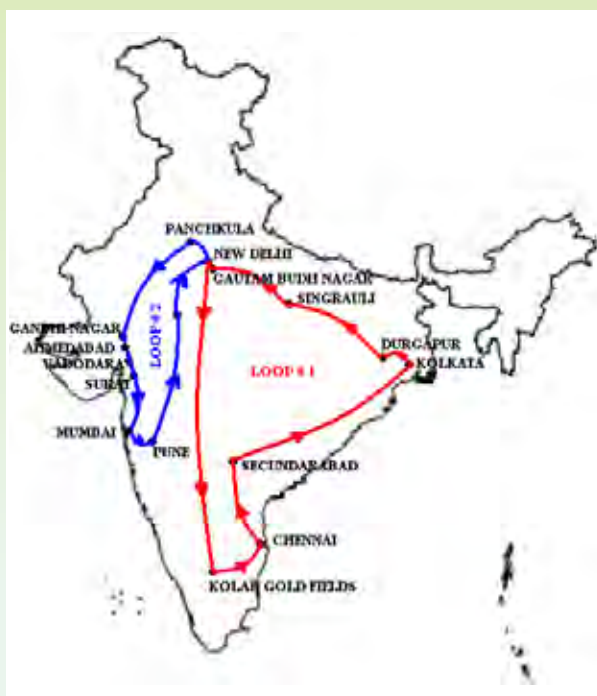 PANCHKULA
NEW DELHI
GAUTAM BUDH NAGAR
SINGRAULI
LOOP # 2
GANDHI NAGAR
AHMEDABAD
VADODARA
SURAT
DURGAPUR
KOLKATA
LOOP # 1
MUMBAI
PUNE
SECUNDARABAD
CHENNAI
KOLAR GOLD FIELDS